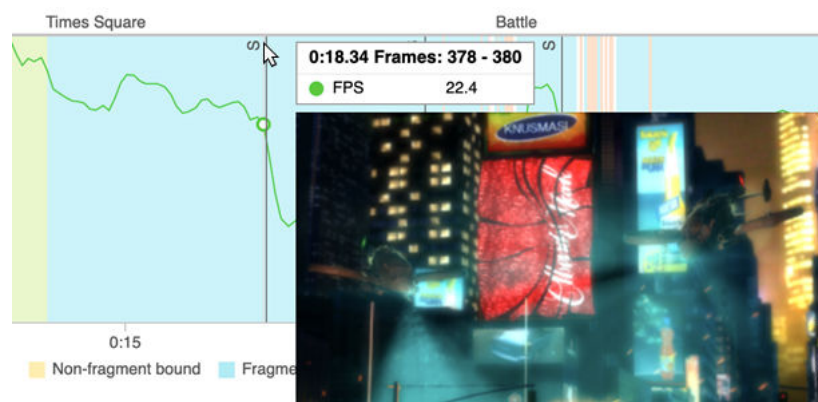 Times Square
Battle
S
S
S
0:18.34 Frames: 378 - 380
FPS 22.4
KNUSMASI
0:15
Non-fragment bound
Fragme